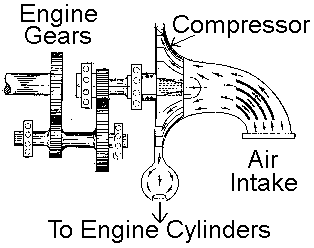 Engine
Gears
Compressor
Air
Intake
To Engine Cylinders